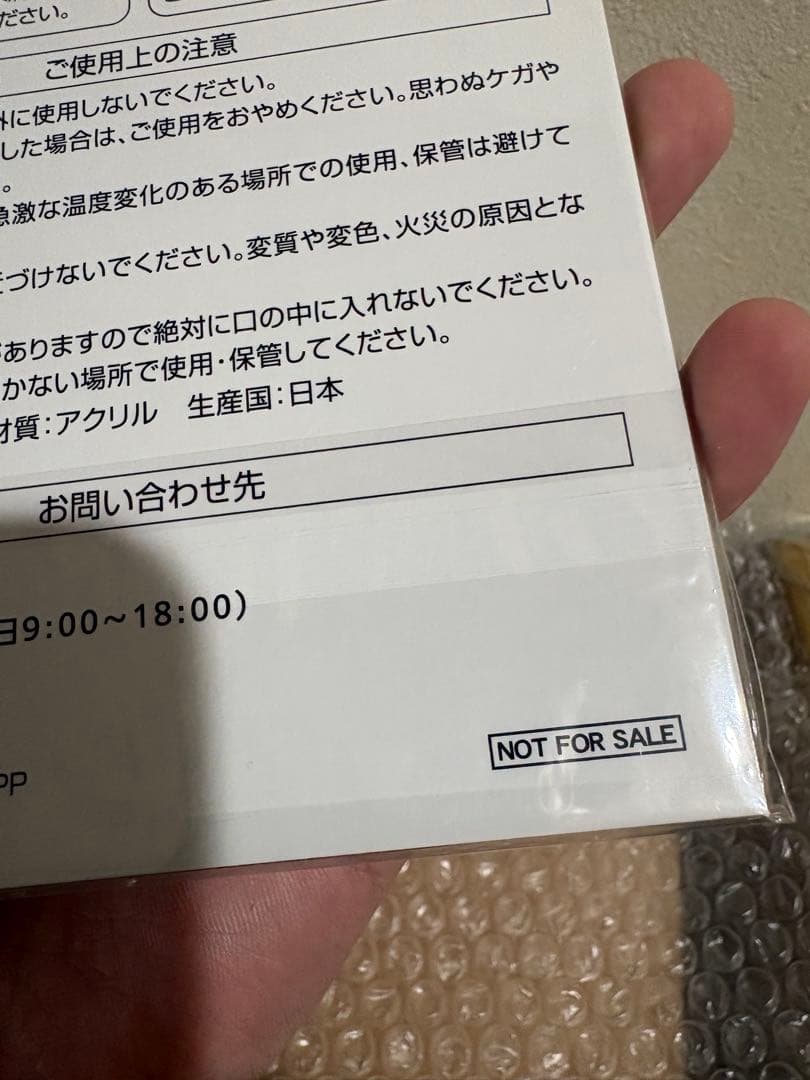 ださい。
ださい。
ご使用上の注意
外に使用しないでください。
した場合は、ご使用をおやめください。思わぬケガや
。
急激な温度変化のある場所での使用、保管は避けて
づけないでください。変質や変色、火災の原因とな
がありますので絶対に口の中に入れないでください。
かない場所で使用・保管してください。
材質：アクリル　生産国：日本
お問い合わせ先
日9:00～18:00）
NOT FOR SALE
PP